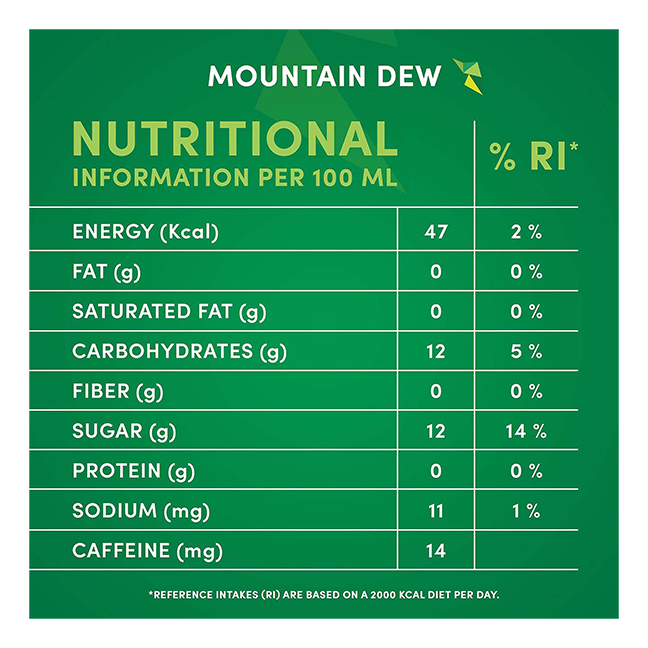 MOUNTAIN DEW
NUTRITIONAL
INFORMATION PER 100 ML
% RI*
ENERGY (Kcal) 47 2 %
FAT (g) 0 0 %
SATURATED FAT (g) 0 0 %
CARBOHYDRATES (g) 12 5 %
FIBER (g) 0 0 %
SUGAR (g) 12 14 %
PROTEIN (g) 0 0 %
SODIUM (mg) 11 1 %
CAFFEINE (mg) 14
*REFERENCE INTAKES (RI) ARE BASED ON A 2000 KCAL DIET PER DAY.